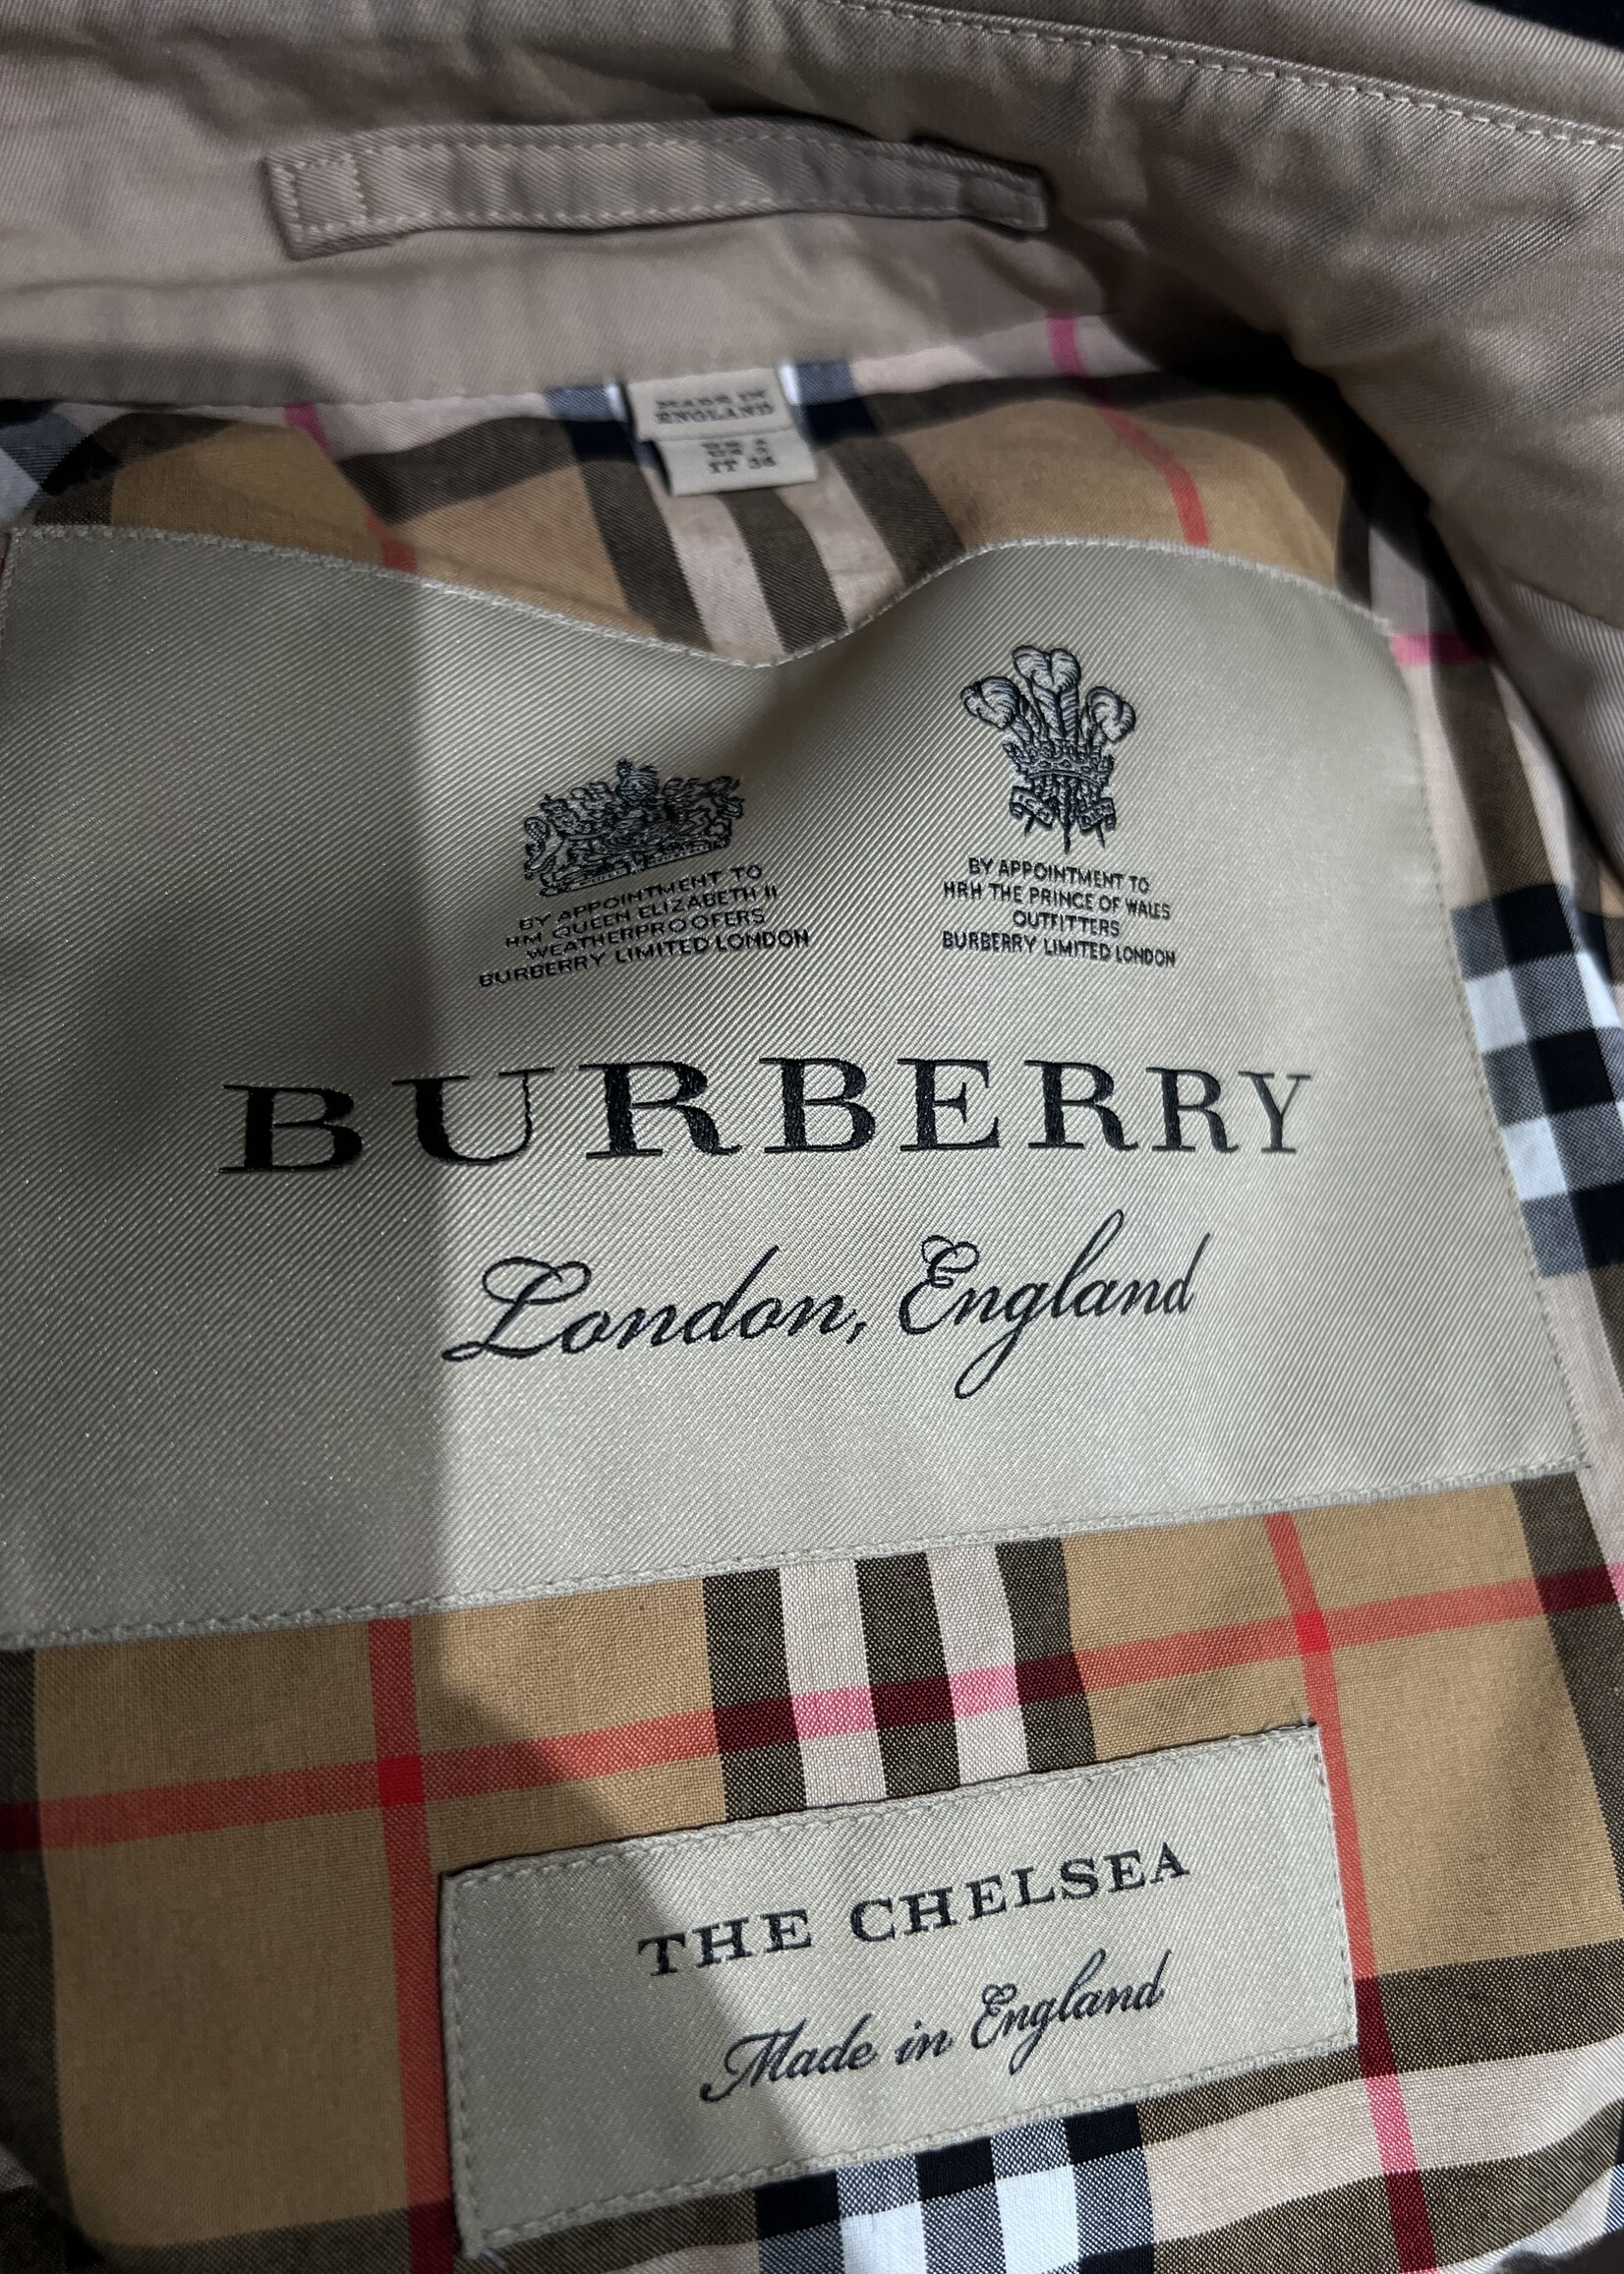 MADE IN
ENGLAND
BY APPOINTMENT TO
HM QUEEN ELIZABETH II
WEATHERPROOFERS
BURBERRY LIMITED LONDON
BY APPOINTMENT TO
HRH THE PRINCE OF WALES
OUTFITTERS
BURBERRY LIMITED LONDON
BURBERRY
London, England
THE CHELSEA
Made in England